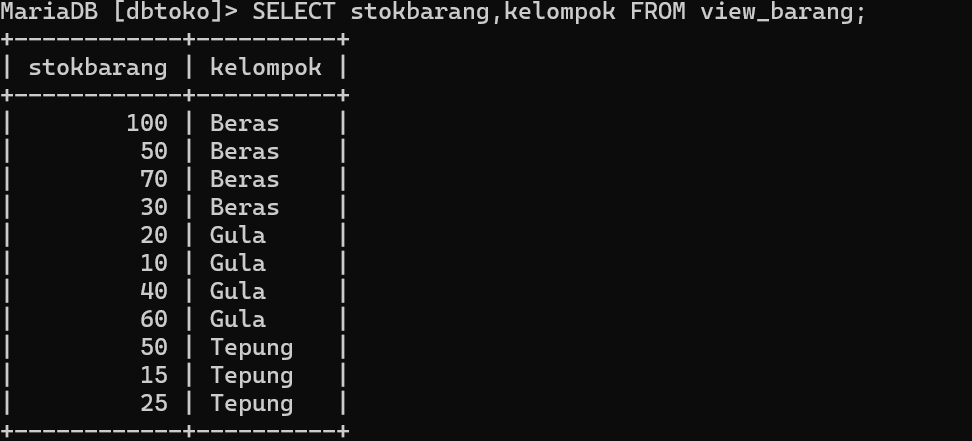 MariaDB [dbtoko]> SELECT stokbarang,kelompok FROM view_barang;
+------------+----------+
| stokbarang | kelompok |
+------------+----------+
|        100 | Beras    |
|         50 | Beras    |
|         70 | Beras    |
|         30 | Beras    |
|         20 | Gula     |
|         10 | Gula     |
|         40 | Gula     |
|         60 | Gula     |
|         50 | Tepung   |
|         15 | Tepung   |
|         25 | Tepung   |
+------------+----------+